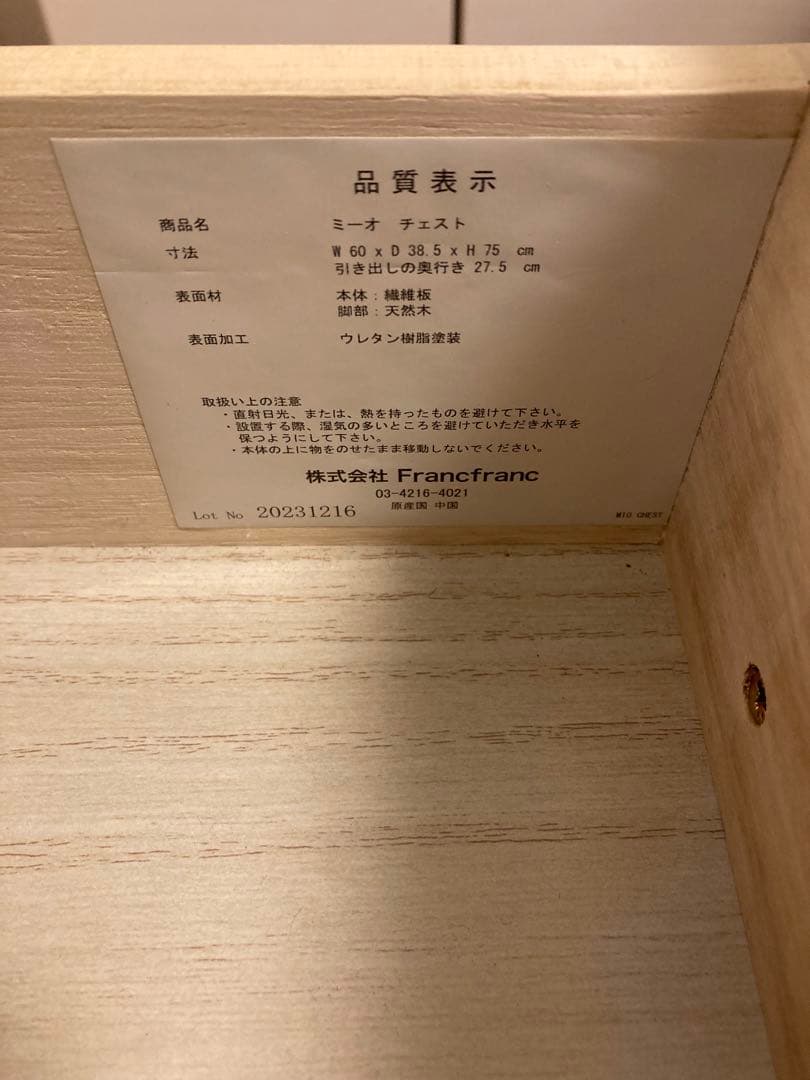 品質表示
商品名 ミーオ チェスト
寸法 W 60 x D 38.5 x H 75 cm
引き出しの奥行き 27.5 cm
表面材 本体：繊維板
脚部：天然木
表面加工 ウレタン樹脂塗装
取扱い上の注意
・直射日光、または、熱を持ったものを避けて下さい。
・設置する際、湿気の多いところを避けていただき水平を
保つようにして下さい。
・本体の上に物をのせたまま移動しないでください。
株式会社 Francfranc
03-4216-4021
原産国 中国
Lot No 20231216
MIO CHEST